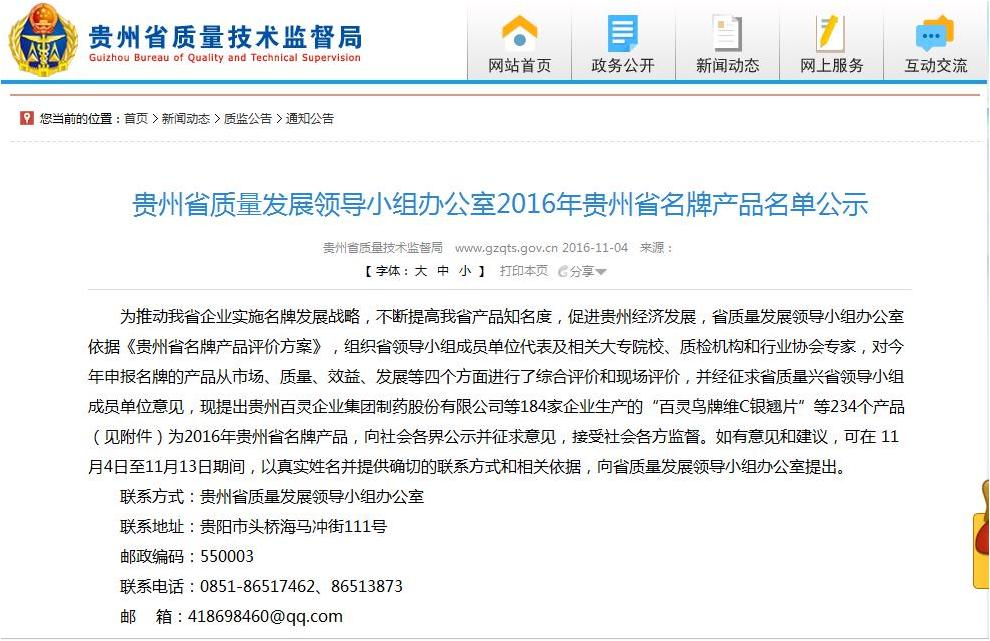 贵州省质量技术监督局
Guizhou Bureau of Quality and Technical Supervision
网站首页 政务公开 新闻动态 网上服务 互动交流
您当前的位置：首页 > 新闻动态 > 质监公告 > 通知公告
贵州省质量发展领导小组办公室2016年贵州省名牌产品名单公示
贵州省质量技术监督局 www.gzqts.gov.cn 2016-11-04 来源：
【 字体：大 中 小 】 打印本页 分享
为推动我省企业实施名牌发展战略，不断提高我省产品知名度，促进贵州经济发展，省质量发展领导小组办公室
依据《贵州省名牌产品评价方案》，组织省领导小组成员单位代表及相关大专院校、质检机构和行业协会专家，对今
年申报名牌的产品从市场、质量、效益、发展等四个方面进行了综合评价和现场评价，并经征求省质量兴省领导小组
成员单位意见，现提出贵州百灵企业集团制药股份有限公司等184家企业生产的“百灵鸟牌维C银翘片”等234个产品
（见附件）为2016年贵州省名牌产品，向社会各界公示并征求意见，接受社会各方监督。如有意见和建议，可在 11
月4日至11月13日期间，以真实姓名并提供确切的联系方式和相关依据，向省质量发展领导小组办公室提出。
联系方式：贵州省质量发展领导小组办公室
联系地址：贵阳市头桥海马冲街111号
邮政编码：550003
联系电话：0851-86517462、86513873
邮 箱：418698460@qq.com